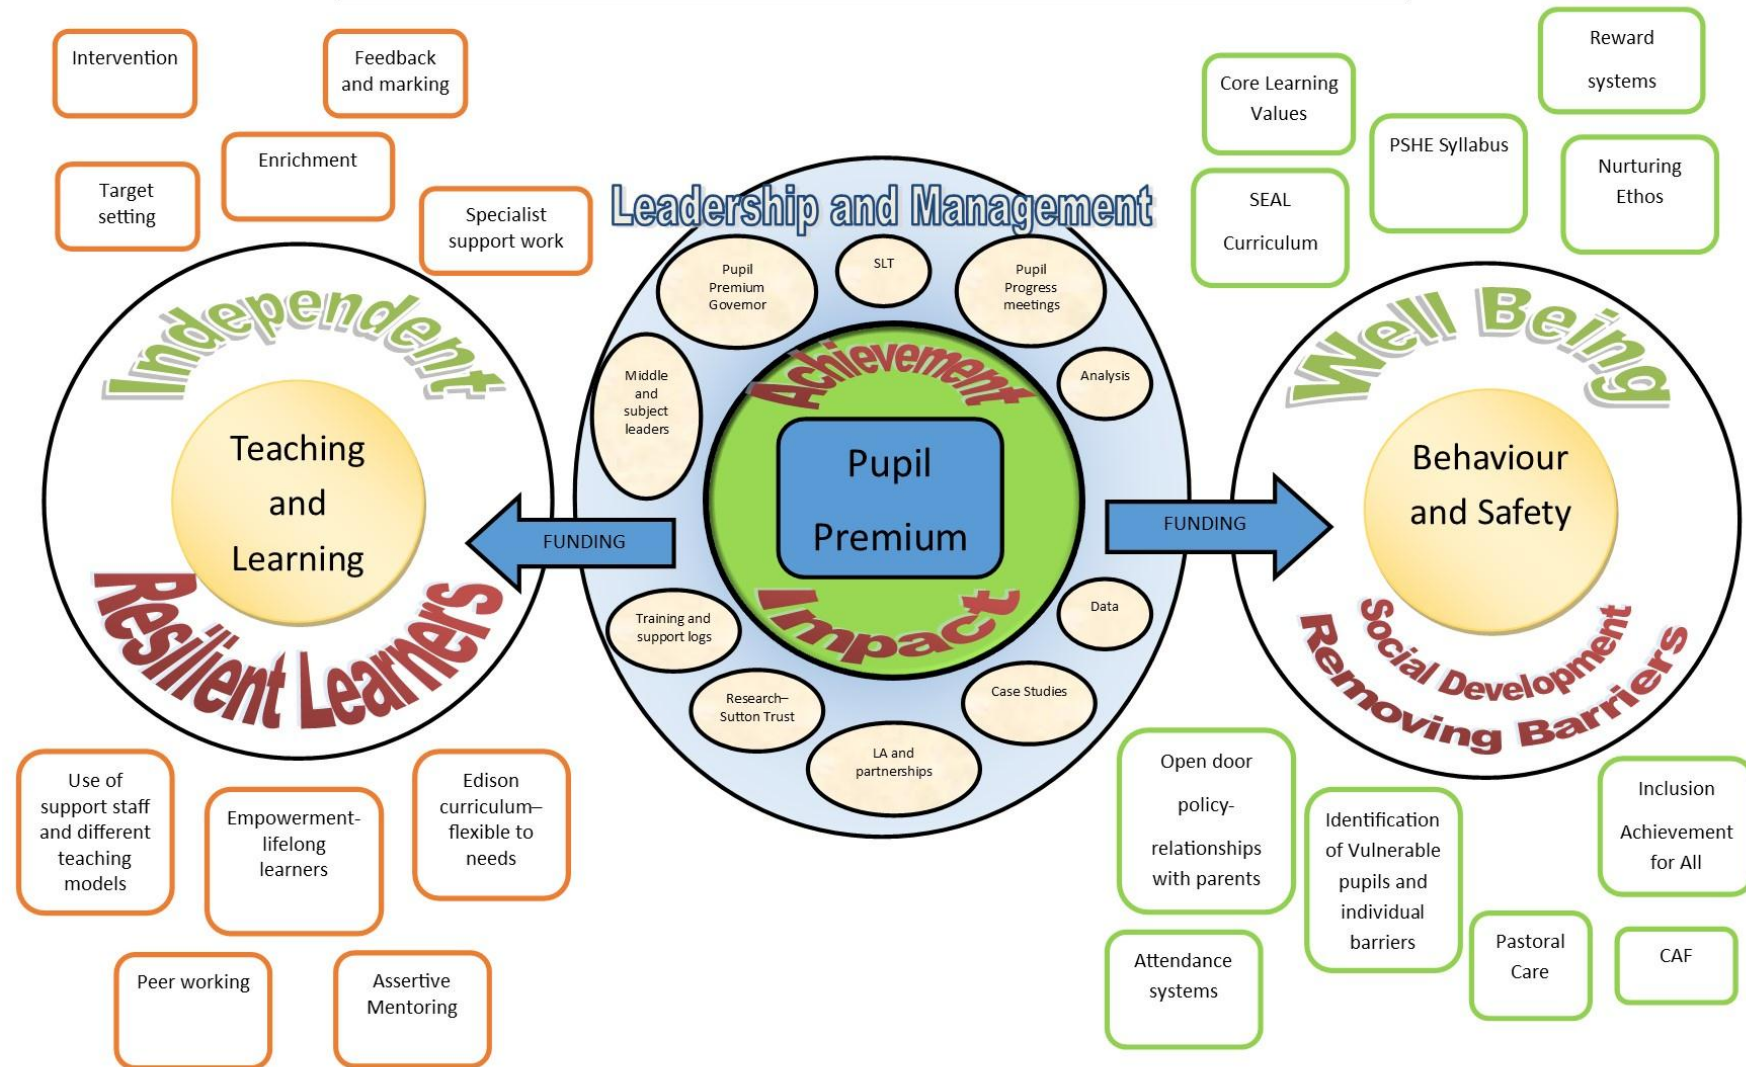 Intervention
Feedback
and marking
Enrichment
Target
setting
Specialist
support work
Independent
Teaching
and
Learning
Resilient Learners
Use of
support staff
and different
teaching
models
Empowerment-
lifelong
learners
Edison
curriculum–
flexible to
needs
Peer working
Assertive
Mentoring
FUNDING
Leadership and Management
Pupil
Premium
Governor
SLT
Pupil
Progress
meetings
Middle
and
subject
leaders
Analysis
Achievement
Pupil
Premium
Impact
Training and
support logs
Data
Research–
Sutton Trust
Case Studies
LA and
partnerships
FUNDING
Core Learning
Values
Reward
systems
PSHE Syllabus
SEAL
Curriculum
Nurturing
Ethos
Well Being
Behaviour
and Safety
Social Development
Removing Barriers
Open door
policy-
relationships
with parents
Identification
of Vulnerable
pupils and
individual
barriers
Inclusion
Achievement
for All
Attendance
systems
Pastoral
Care
CAF